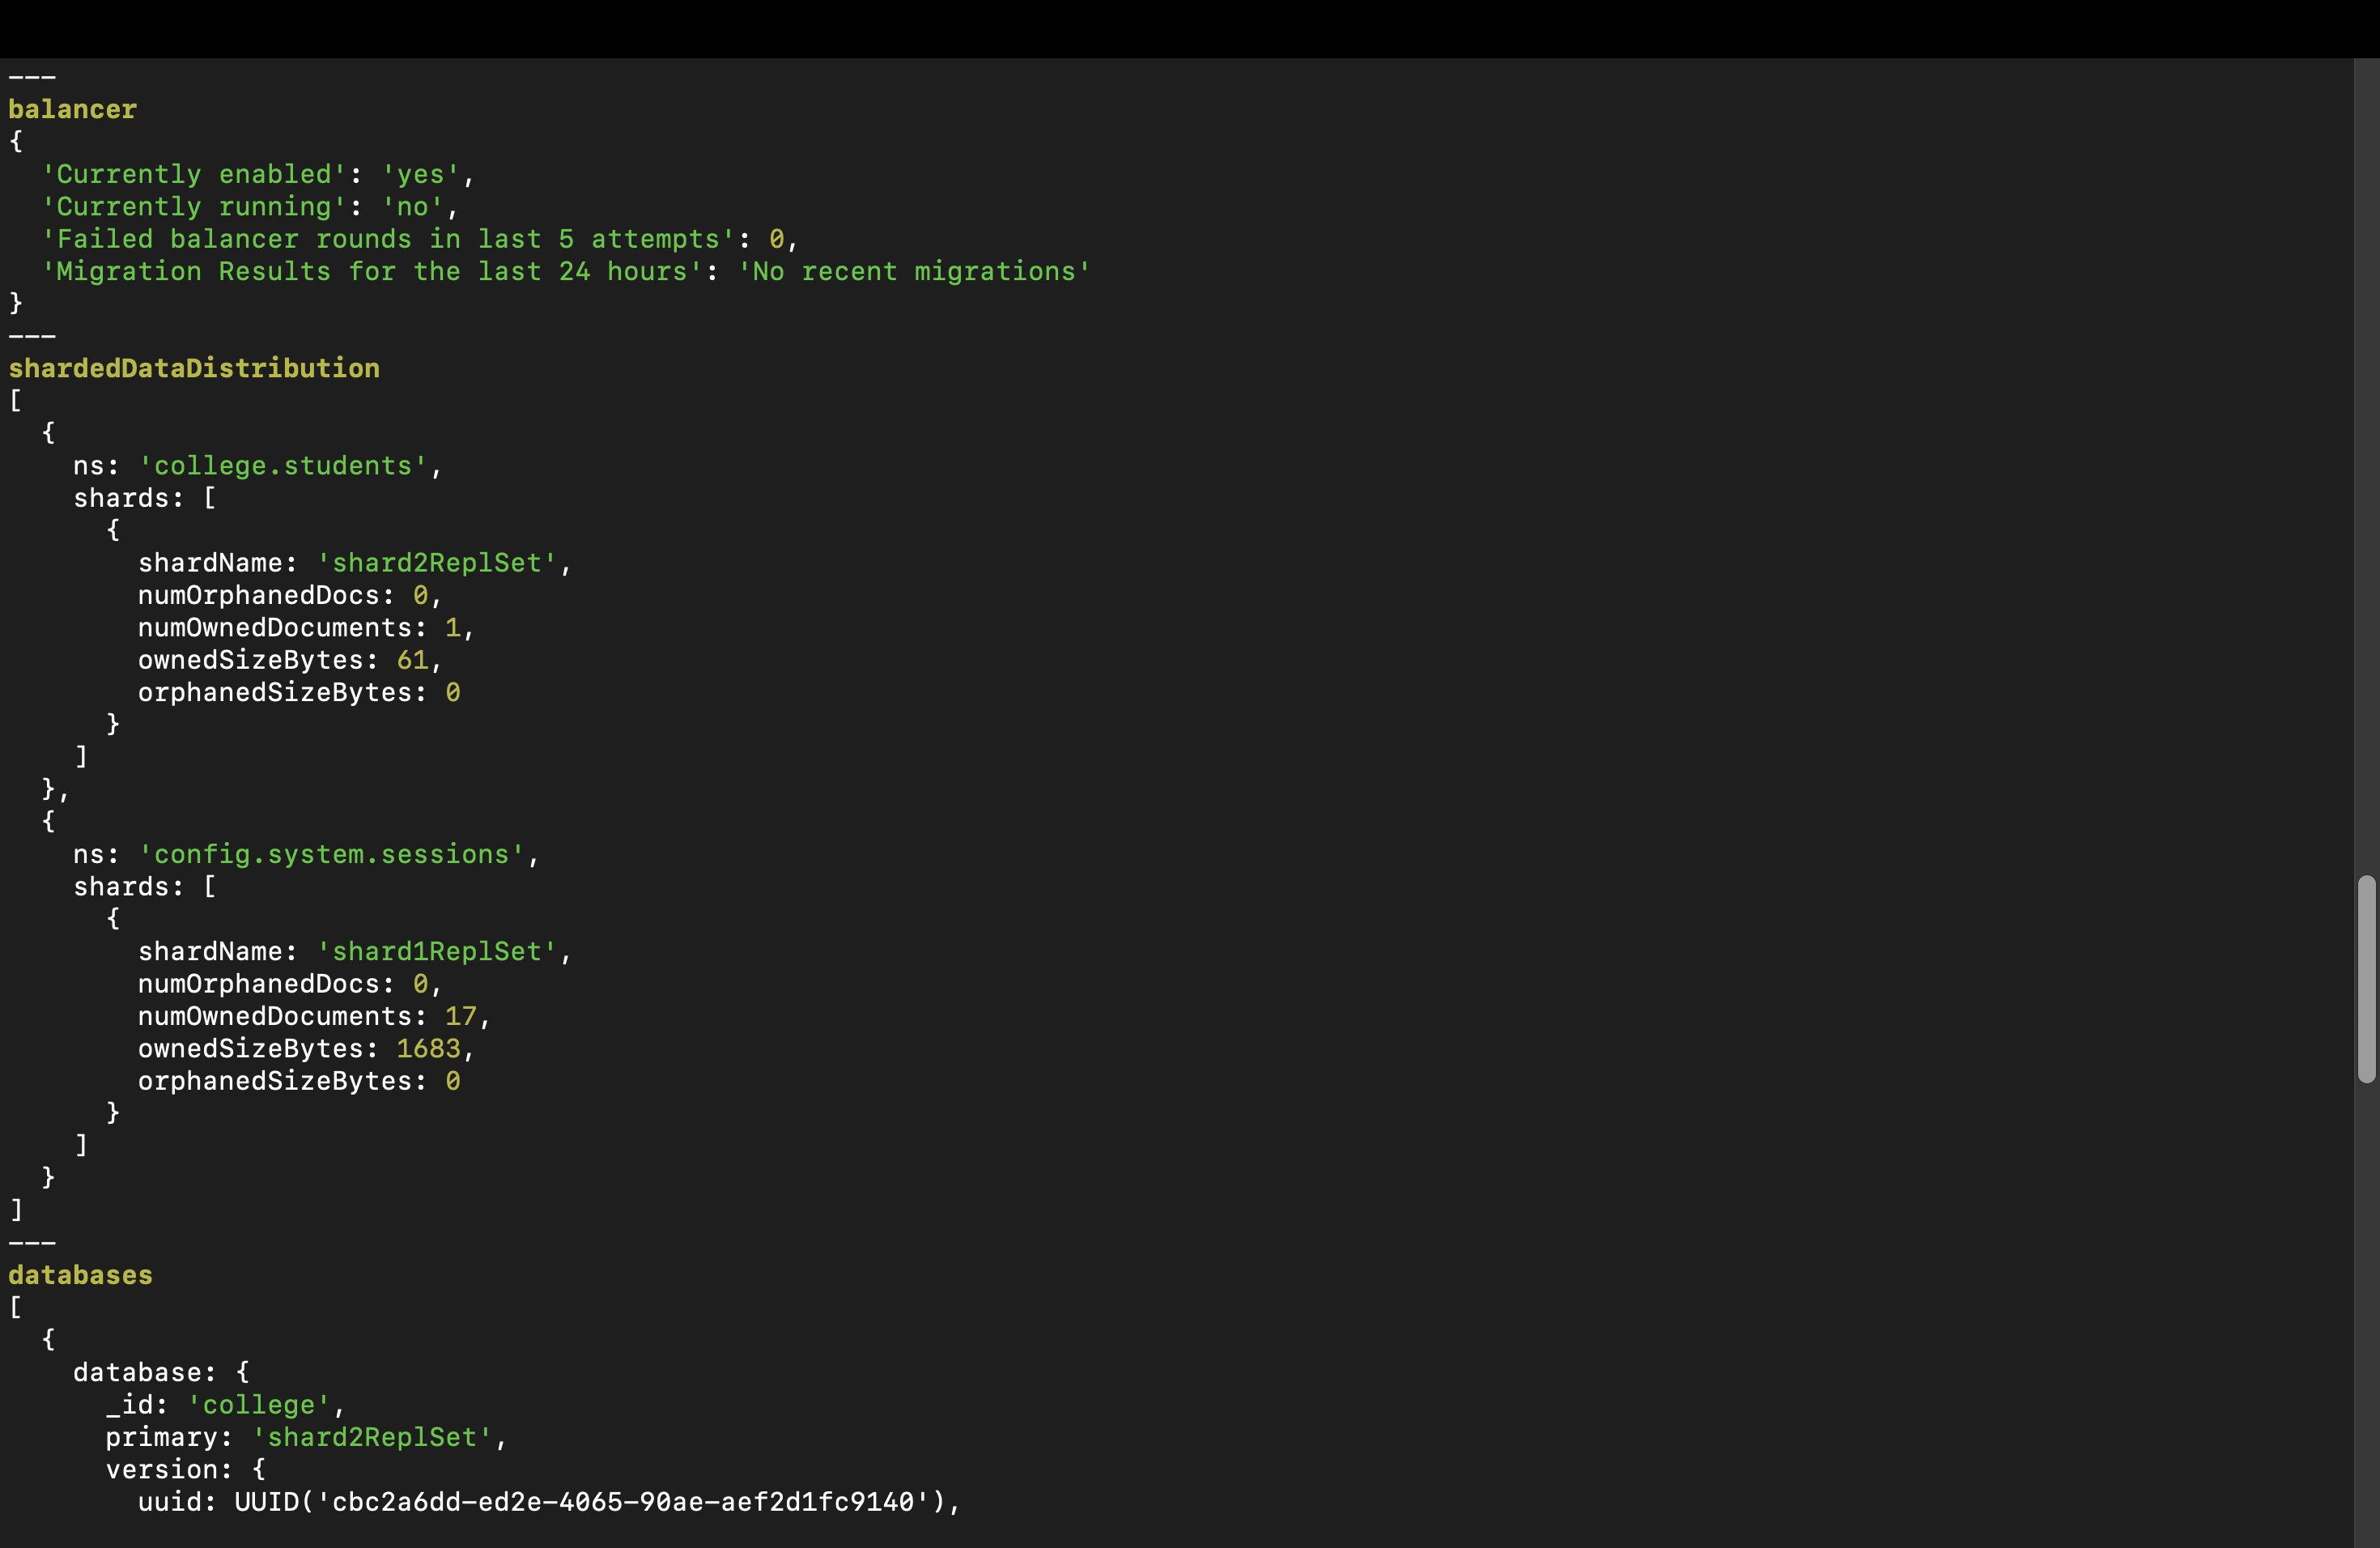 ---
balancer
{
  'Currently enabled': 'yes',
  'Currently running': 'no',
  'Failed balancer rounds in last 5 attempts': 0,
  'Migration Results for the last 24 hours': 'No recent migrations'
}
---
shardedDataDistribution
[
  {
    ns: 'college.students',
    shards: [
      {
        shardName: 'shard2ReplSet',
        numOrphanedDocs: 0,
        numOwnedDocuments: 1,
        ownedSizeBytes: 61,
        orphanedSizeBytes: 0
      }
    ]
  },
  {
    ns: 'config.system.sessions',
    shards: [
      {
        shardName: 'shard1ReplSet',
        numOrphanedDocs: 0,
        numOwnedDocuments: 17,
        ownedSizeBytes: 1683,
        orphanedSizeBytes: 0
      }
    ]
  }
]
---
databases
[
  {
    database: {
      _id: 'college',
      primary: 'shard2ReplSet',
      version: {
        uuid: UUID('cbc2a6dd-ed2e-4065-90ae-aef2d1fc9140'),